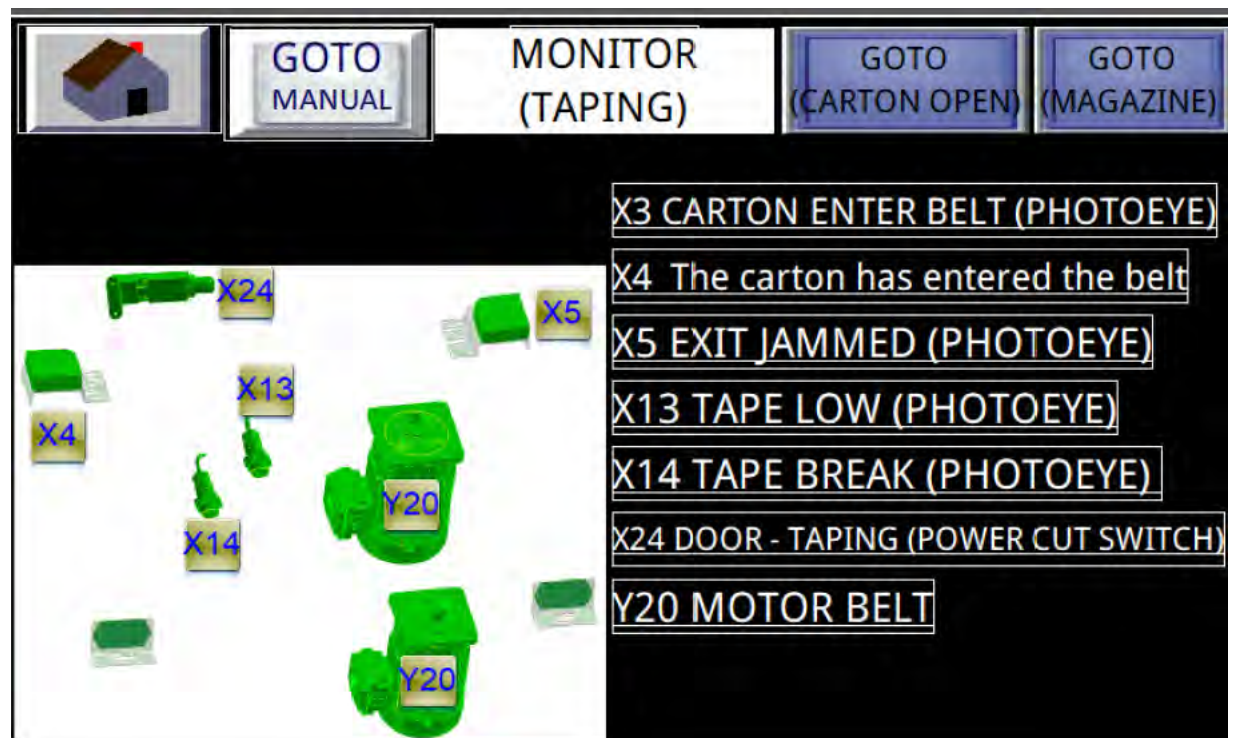 GOTO
MANUAL
MONITOR
(TAPING)
GOTO
(CARTON OPEN)
GOTO
(MAGAZINE)
X3 CARTON ENTER BELT (PHOTOEYE)
X4 The carton has entered the belt
X5 EXIT JAMMED (PHOTOEYE)
X13 TAPE LOW (PHOTOEYE)
X14 TAPE BREAK (PHOTOEYE)
X24 DOOR - TAPING (POWER CUT SWITCH)
Y20 MOTOR BELT
X24
X5
X13
X4
Y20
X14
Y20